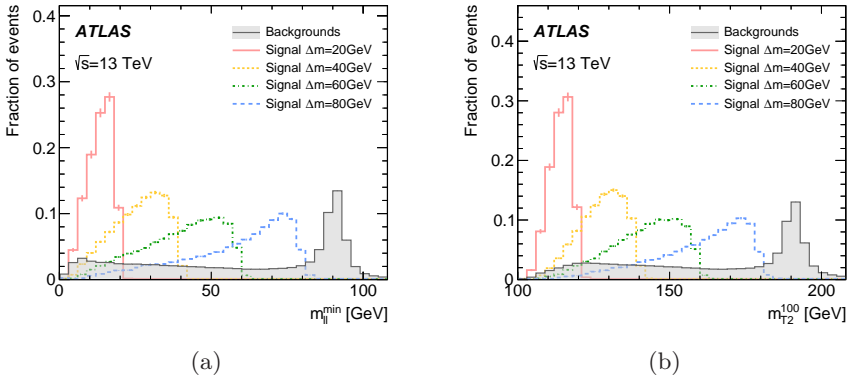 Fraction of events
0.4
0.3
0.2
0.1
0
ATLAS
√s=13 TeV
Backgrounds
Signal Δm=20GeV
Signal Δm=40GeV
Signal Δm=60GeV
Signal Δm=80GeV
0 50 100
m_ll^min [GeV]
(a)
Fraction of events
0.4
0.3
0.2
0.1
0
ATLAS
√s=13 TeV
Backgrounds
Signal Δm=20GeV
Signal Δm=40GeV
Signal Δm=60GeV
Signal Δm=80GeV
100 150 200
m_T2^100 [GeV]
(b)